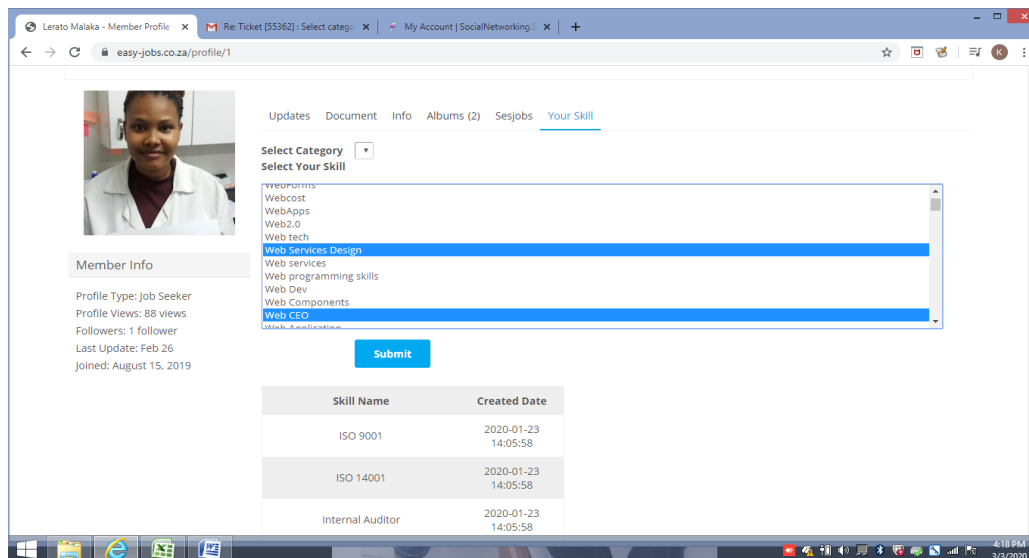 Lerato Malaka - Member Profile
Re: Ticket [55362] : Select catego
My Account | SocialNetworking.S
easy-jobs.co.za/profile/1
K
Updates Document Info Albums (2) Sesjobs Your Skill
Select Category
Select Your Skill
WebForms
Webcost
WebApps
Web2.0
Web tech
Web Services Design
Web services
Web programming skills
Web Dev
Web Components
Web CEO
Web Application
Submit
Member Info
Profile Type: Job Seeker
Profile Views: 88 views
Followers: 1 follower
Last Update: Feb 26
Joined: August 15, 2019
Skill Name Created Date
ISO 9001 2020-01-23
14:05:58
ISO 14001 2020-01-23
14:05:58
Internal Auditor 2020-01-23
14:05:58
4:18 PM
3/3/2020